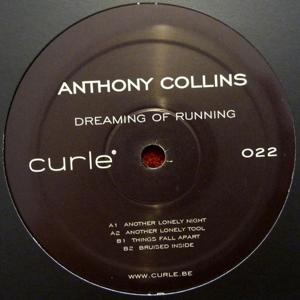 ANTHONY COLLINS
DREAMING OF RUNNING
curle 022
A1 ANOTHER LONELY NIGHT
A2 ANOTHER LONELY TOOL
B1 THINGS FALL APART
B2 BRUISED INSIDE
WWW.CURLE.BE